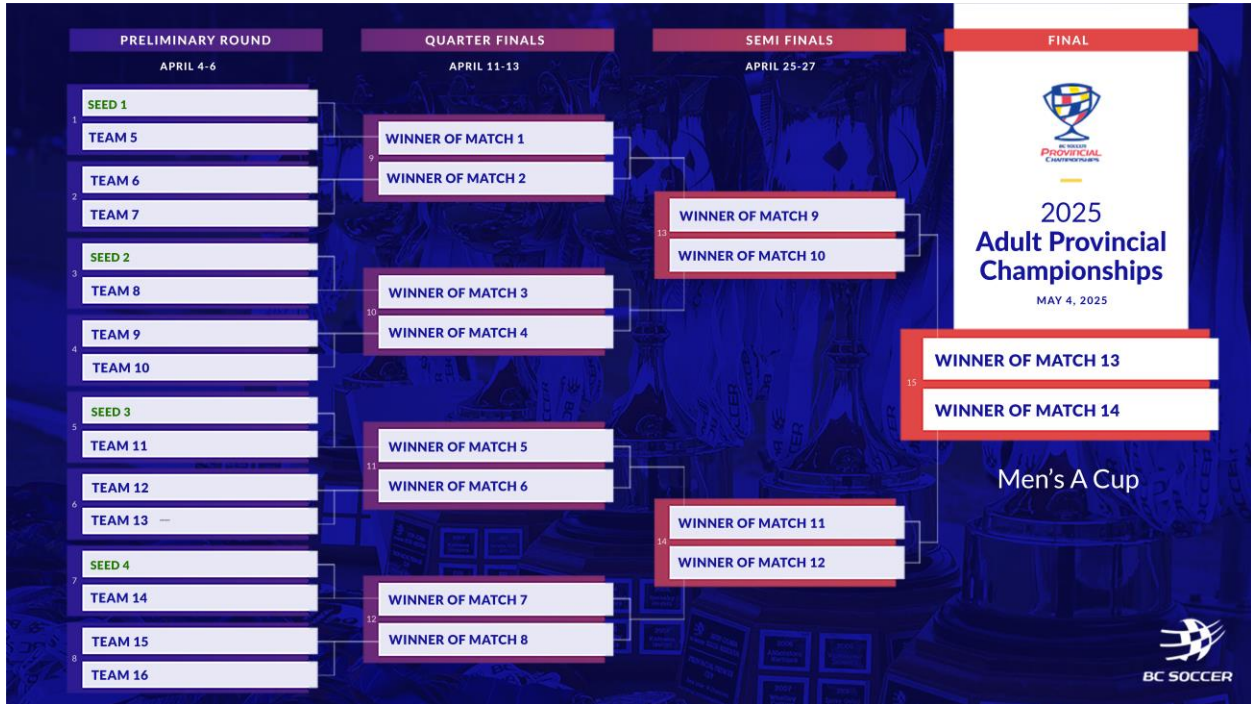 PRELIMINARY ROUND
APRIL 4-6
1
SEED 1
TEAM 5
2
TEAM 6
TEAM 7
3
SEED 2
TEAM 8
4
TEAM 9
TEAM 10
5
SEED 3
TEAM 11
6
TEAM 12
TEAM 13 —
7
SEED 4
TEAM 14
8
TEAM 15
TEAM 16
QUARTER FINALS
APRIL 11-13
9
WINNER OF MATCH 1
WINNER OF MATCH 2
10
WINNER OF MATCH 3
WINNER OF MATCH 4
11
WINNER OF MATCH 5
WINNER OF MATCH 6
12
WINNER OF MATCH 7
WINNER OF MATCH 8
SEMI FINALS
APRIL 25-27
13
WINNER OF MATCH 9
WINNER OF MATCH 10
14
WINNER OF MATCH 11
WINNER OF MATCH 12
FINAL
BC SOCCER
PROVINCIAL
CHAMPIONSHIPS
2025
Adult Provincial
Championships
MAY 4, 2025
15
WINNER OF MATCH 13
WINNER OF MATCH 14
Men's A Cup
BC SOCCER